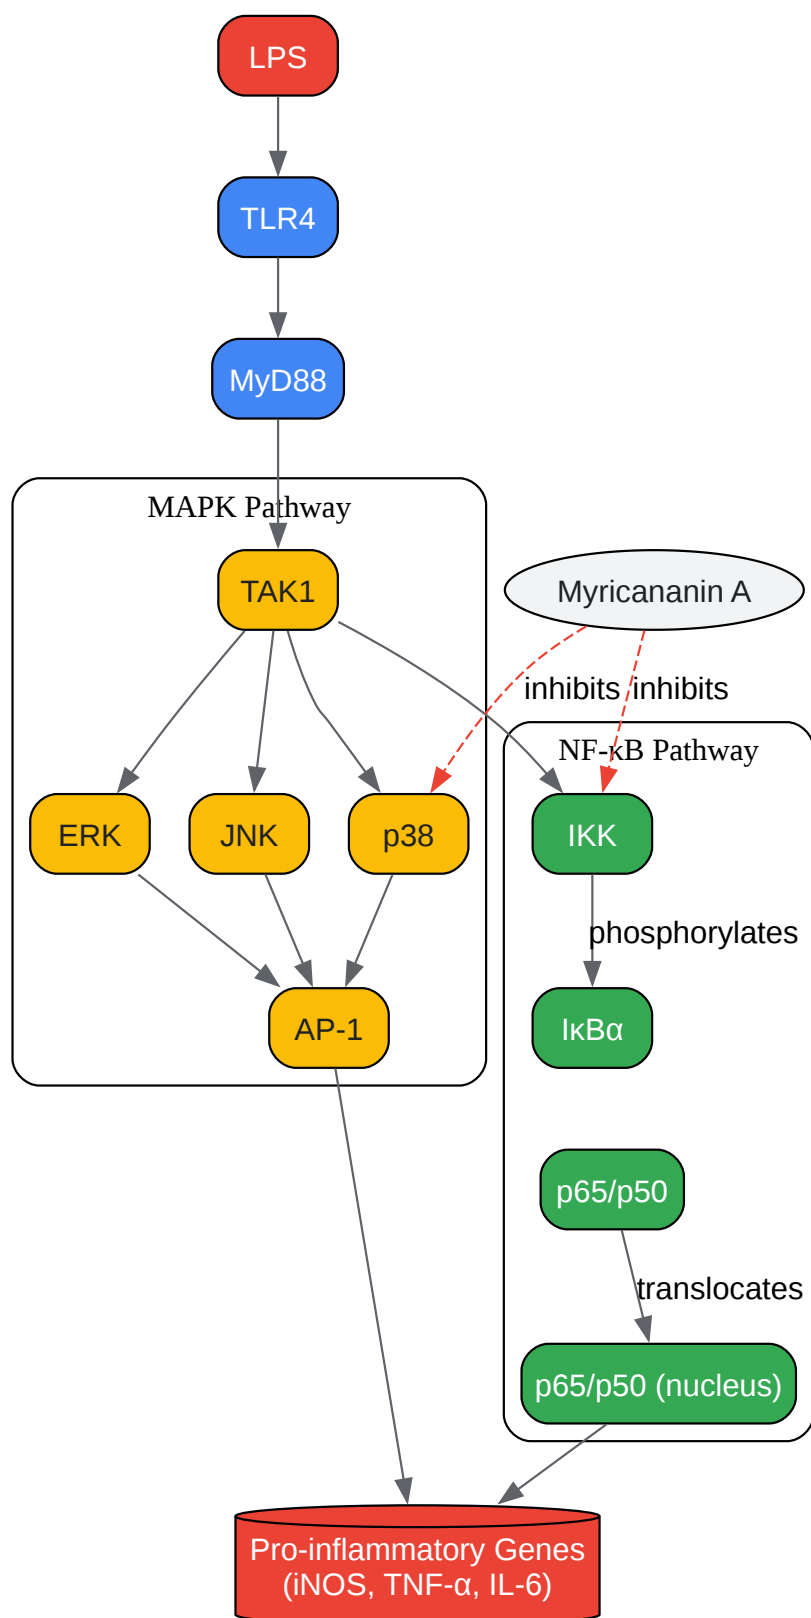 LPS
TLR4
MyD88
MAPK Pathway
TAK1
Myricananin A
inhibits
inhibits
NF-κB Pathway
ERK
JNK
p38
IKK
phosphorylates
AP-1
IκBα
p65/p50
translocates
p65/p50 (nucleus)
Pro-inflammatory Genes
(iNOS, TNF-α, IL-6)